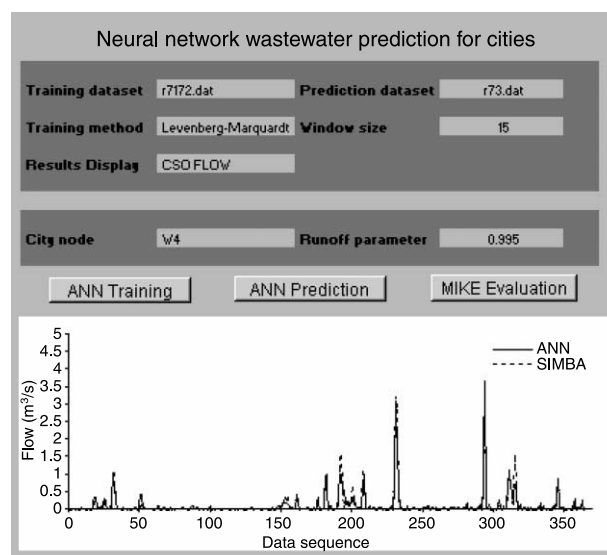 Neural network wastewater prediction for cities
Training dataset r7172.dat Prediction dataset r73.dat
Training method Levenberg-Marquardt Window size 15
Results Display CSO FLOW
City node W4 Runoff parameter 0.995
ANN Training ANN Prediction MIKE Evaluation
5
4.5
4
3.5
3
2.5
2
1.5
1
0.5
0
Flow (m³/s)
ANN
SIMBA
0 50 100 150 200 250 300 350
Data sequence